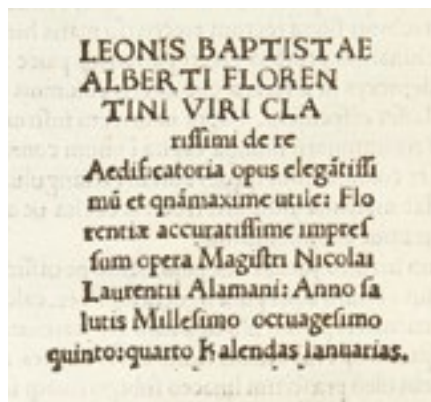 LEONIS BAPTISTAE
ALBERTI FLOREN
TINI VIRI CLA
rissimi de re
Aedificatoria opus elegãtissi
mũ et qnãmaxime utile: Flo
rentiæ accuratissime impres
sum opera Magistri Nicolai
Laurentii Alamani: Anno sa
lutis Millesimo octuagesimo
quinto: quarto Kalendas Ianuarias.